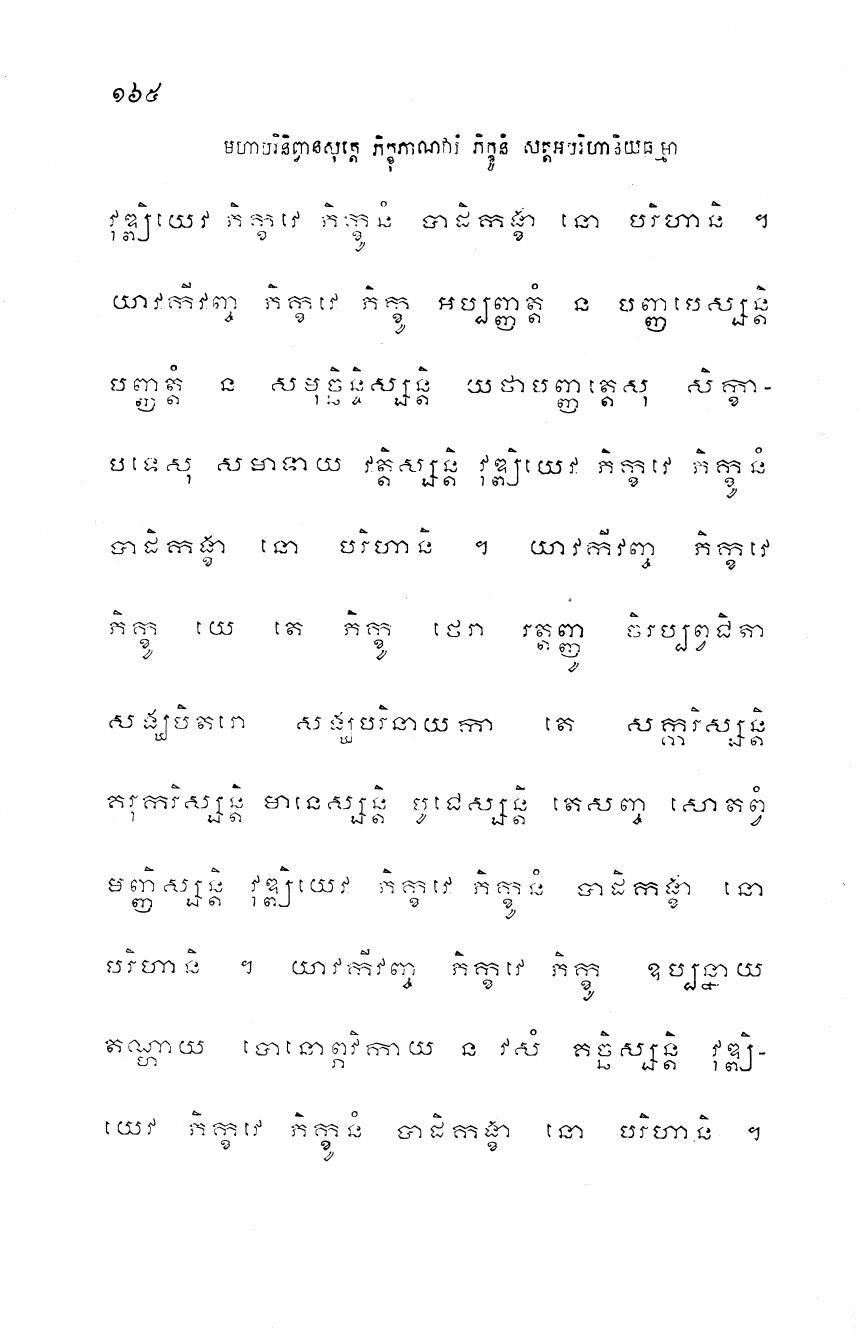 ១៦៥
មហាបរិនិព្វានសុត្តេ ភិក្ខុភាណវារំ ភិក្ខូនំ សត្តអបរិហានិយធម្មា
វុឌ្ឍិយេវ ភិក្ខវេ ភិក្ខូនំ បាដិកង្ខា នោ បរិហានិ ។
យាវកីវញ្ច ភិក្ខវេ ភិក្ខូ អប្បញ្ញត្តំ ន បញ្ញបេស្សន្តិ
បញ្ញត្តំ ន សមុច្ឆិន្ទិស្សន្តិ យថាបញ្ញត្តេសុ សិក្ខា-
បទេសុ សមាទាយ វត្តិស្សន្តិ វុឌ្ឍិយេវ ភិក្ខវេ ភិក្ខូនំ
បាដិកង្ខា នោ បរិហានិ ។ យាវកីវញ្ច ភិក្ខវេ
ភិក្ខូ យេ តេ ភិក្ខូ ថេរា រត្តញ្ញូ ចិរប្បព្វជិតា
សង្ឃបិតរោ សង្ឃបរិនាយកា តេ សក្ករិស្សន្តិ
គរុករិស្សន្តិ មានេស្សន្តិ បូជេស្សន្តិ តេសញ្ច សោតព្វំ
មញ្ញិស្សន្តិ វុឌ្ឍិយេវ ភិក្ខវេ ភិក្ខូនំ បាដិកង្ខា នោ
បរិហានិ ។ យាវកីវញ្ច ភិក្ខវេ ភិក្ខូ ឧប្បន្នាយ
តណ្ហាយ បោនោព្ភវិកាយ ន វសំ គច្ឆិស្សន្តិ វុឌ្ឍិ-
យេវ ភិក្ខវេ ភិក្ខូនំ បាដិកង្ខា នោ បរិហានិ ។